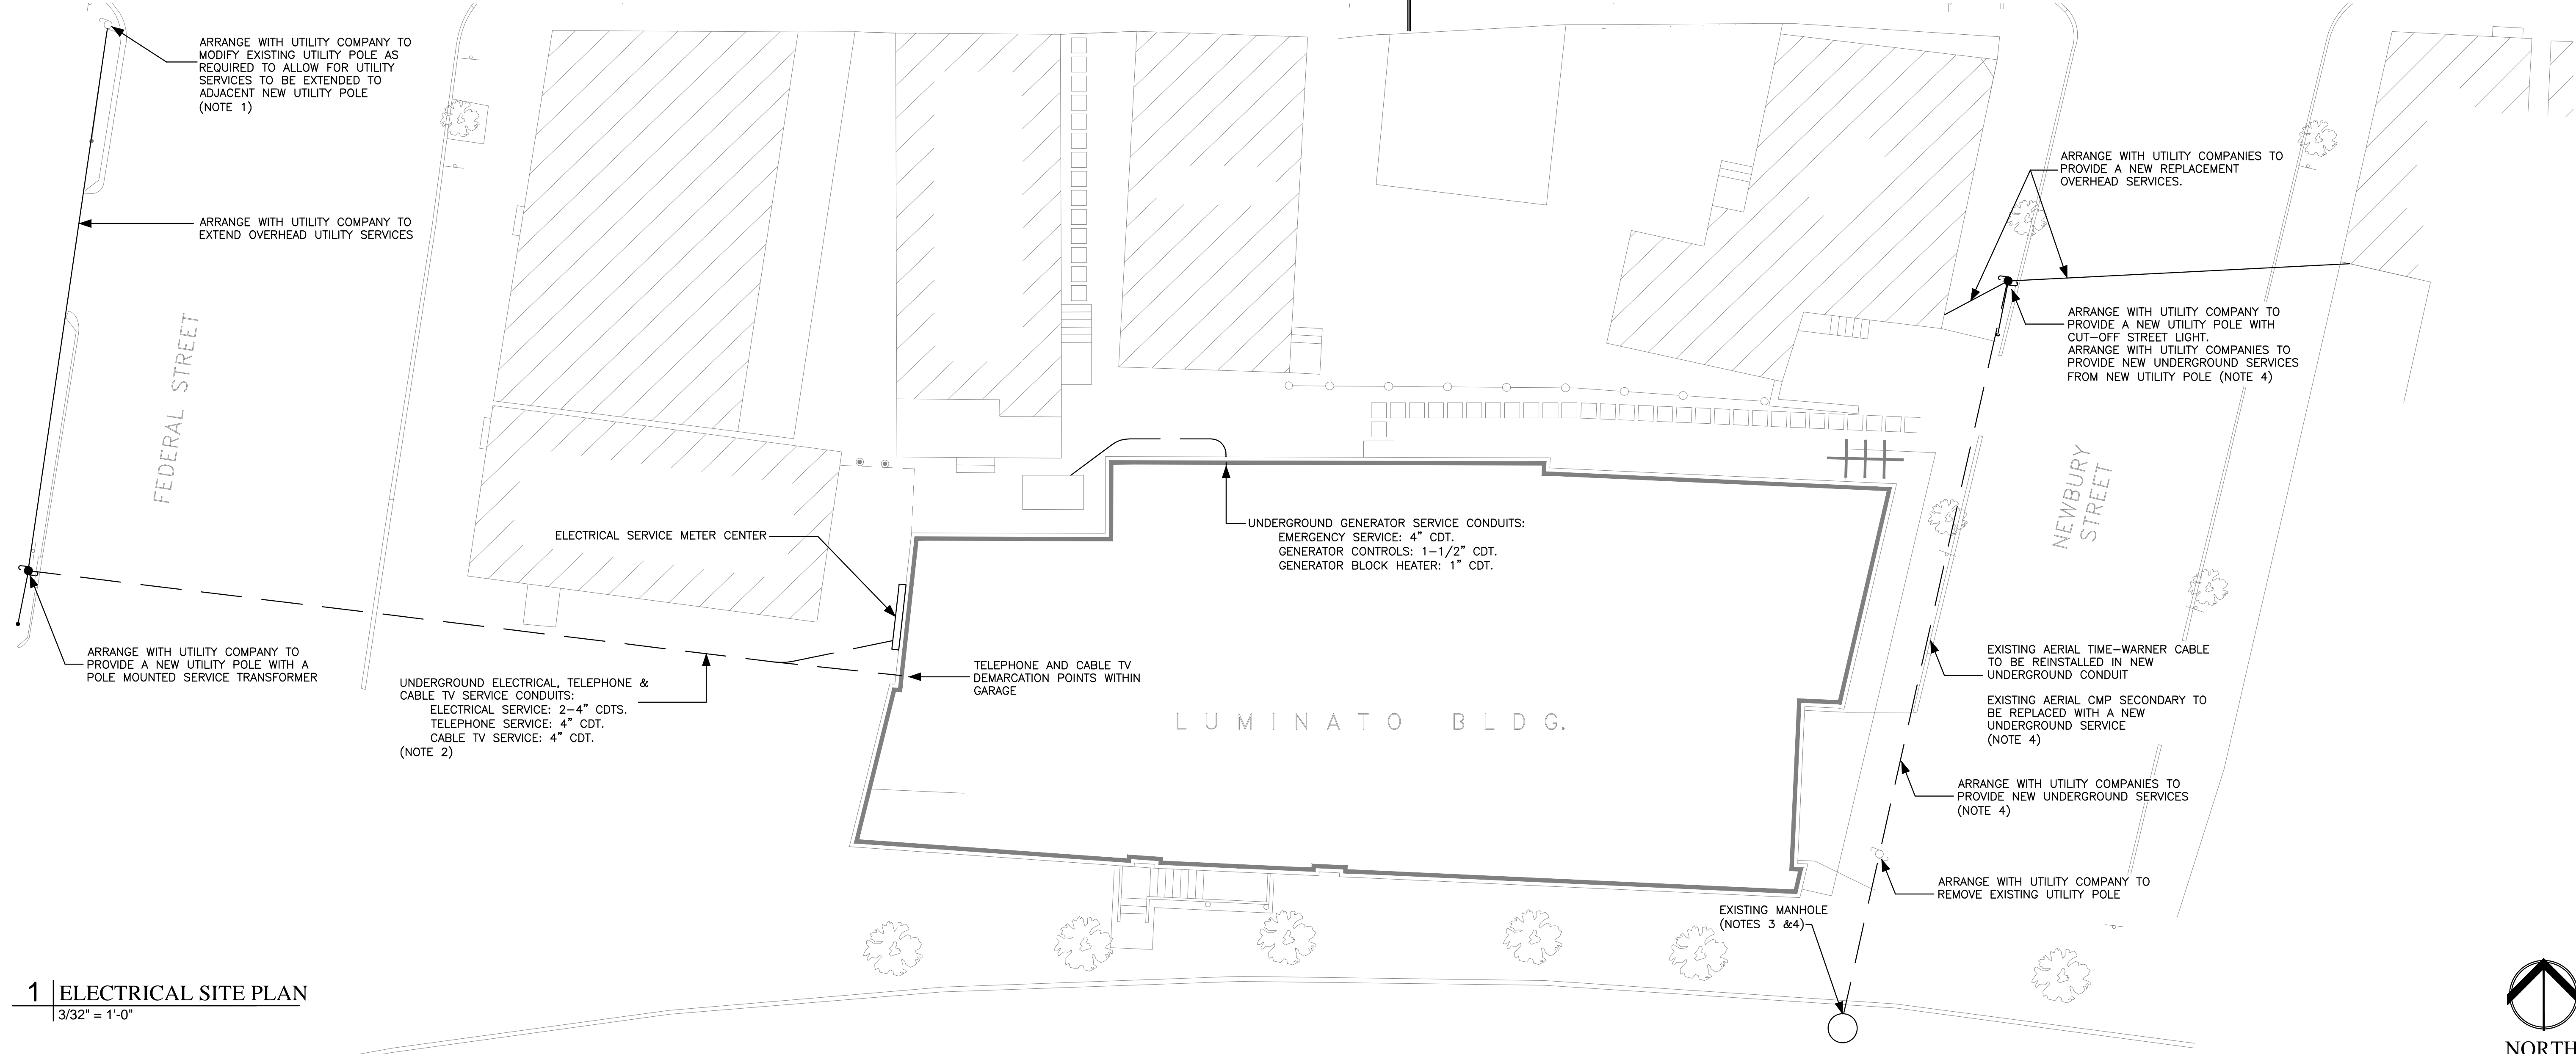 ARRANGE WITH UTILITY COMPANY TO
MODIFY EXISTING UTILITY POLE AS
REQUIRED TO ALLOW FOR UTILITY
SERVICES TO BE EXTENDED TO
ADJACENT NEW UTILITY POLE
(NOTE 1)
ARRANGE WITH UTILITY COMPANY TO
EXTEND OVERHEAD UTILITY SERVICES
FEDERAL STREET
ARRANGE WITH UTILITY COMPANY TO
PROVIDE A NEW UTILITY POLE WITH A
POLE MOUNTED SERVICE TRANSFORMER
ELECTRICAL SERVICE METER CENTER
UNDERGROUND ELECTRICAL, TELEPHONE &
CABLE TV SERVICE CONDUITS:
ELECTRICAL SERVICE: 2-4" CDTS.
TELEPHONE SERVICE: 4" CDT.
CABLE TV SERVICE: 4" CDT.
(NOTE 2)
UNDERGROUND GENERATOR SERVICE CONDUITS:
EMERGENCY SERVICE: 4" CDT.
GENERATOR CONTROLS: 1-1/2" CDT.
GENERATOR BLOCK HEATER: 1" CDT.
TELEPHONE AND CABLE TV
DEMARCATION POINTS WITHIN
GARAGE
LUMINATO BLDG.
ARRANGE WITH UTILITY COMPANIES TO
PROVIDE A NEW REPLACEMENT
OVERHEAD SERVICES.
ARRANGE WITH UTILITY COMPANY TO
PROVIDE A NEW UTILITY POLE WITH
CUT-OFF STREET LIGHT.
ARRANGE WITH UTILITY COMPANIES TO
PROVIDE NEW UNDERGROUND SERVICES
FROM NEW UTILITY POLE (NOTE 4)
NEWBURY
STREET
EXISTING AERIAL TIME-WARNER CABLE
TO BE REINSTALLED IN NEW
UNDERGROUND CONDUIT
EXISTING AERIAL CMP SECONDARY TO
BE REPLACED WITH A NEW
UNDERGROUND SERVICE
(NOTE 4)
ARRANGE WITH UTILITY COMPANIES TO
PROVIDE NEW UNDERGROUND SERVICES
(NOTE 4)
ARRANGE WITH UTILITY COMPANY TO
REMOVE EXISTING UTILITY POLE
EXISTING MANHOLE
(NOTES 3 &4)
1 ELECTRICAL SITE PLAN
3/32" = 1'-0"
NORTH